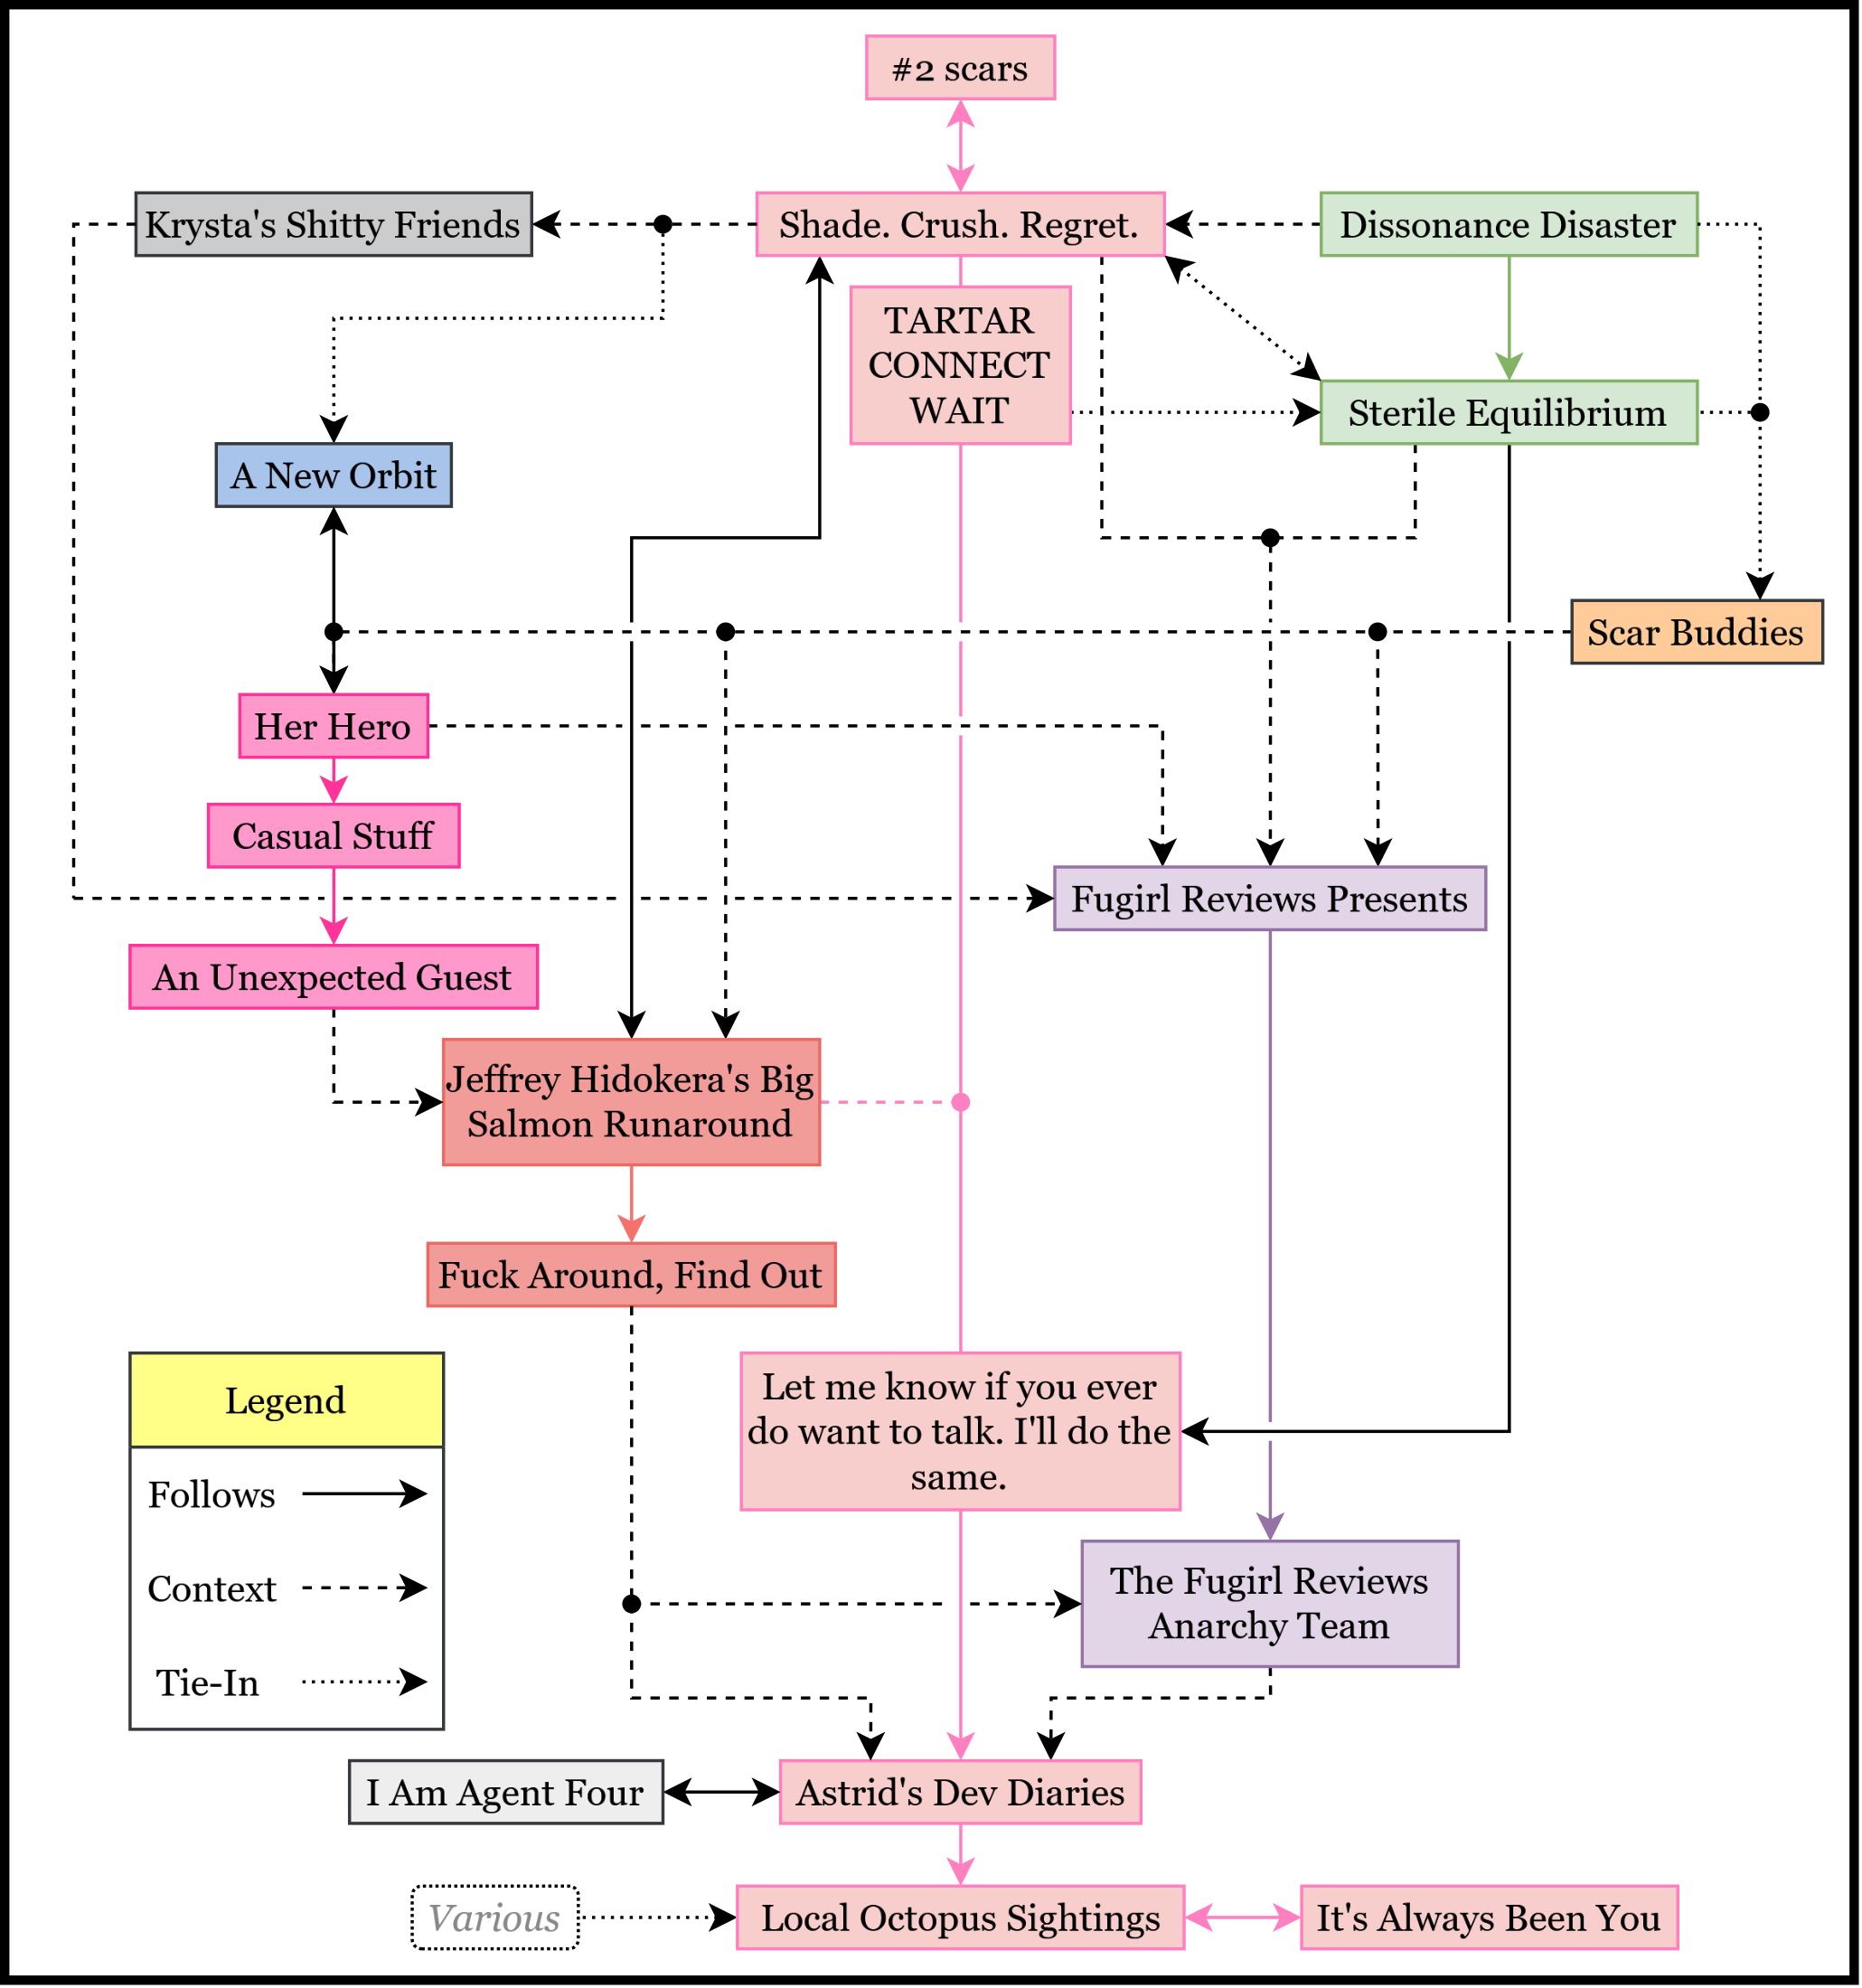 #2 scars
Krysta's Shitty Friends
Shade. Crush. Regret.
Dissonance Disaster
TARTAR
CONNECT
WAIT
Sterile Equilibrium
A New Orbit
Scar Buddies
Her Hero
Casual Stuff
Fugirl Reviews Presents
An Unexpected Guest
Jeffrey Hidokera's Big
Salmon Runaround
Fuck Around, Find Out
Let me know if you ever
do want to talk. I'll do the
same.
Legend
Follows
Context
Tie-In
The Fugirl Reviews
Anarchy Team
I Am Agent Four
Astrid's Dev Diaries
Various
Local Octopus Sightings
It's Always Been You